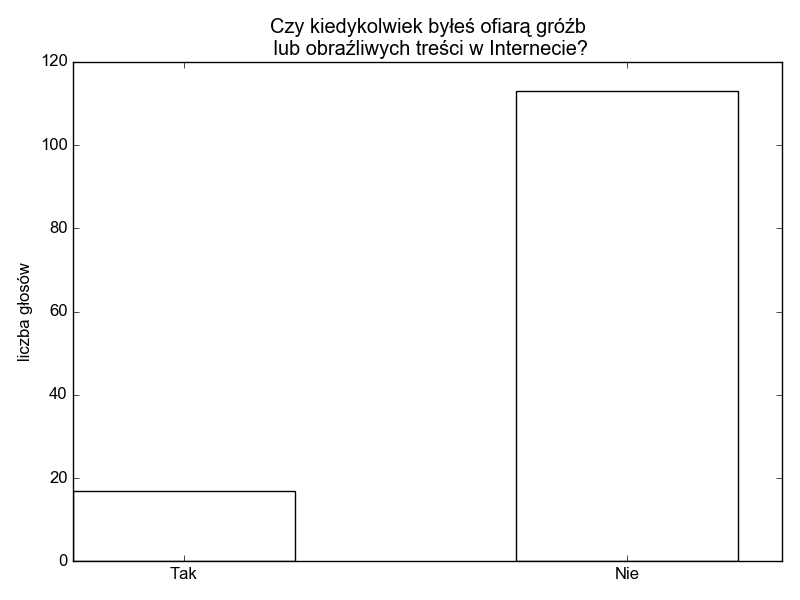 Czy kiedykolwiek byłeś ofiarą gróźb
lub obraźliwych treści w Internecie?
120
100
80
60
40
20
0
liczba głosów
Tak
Nie